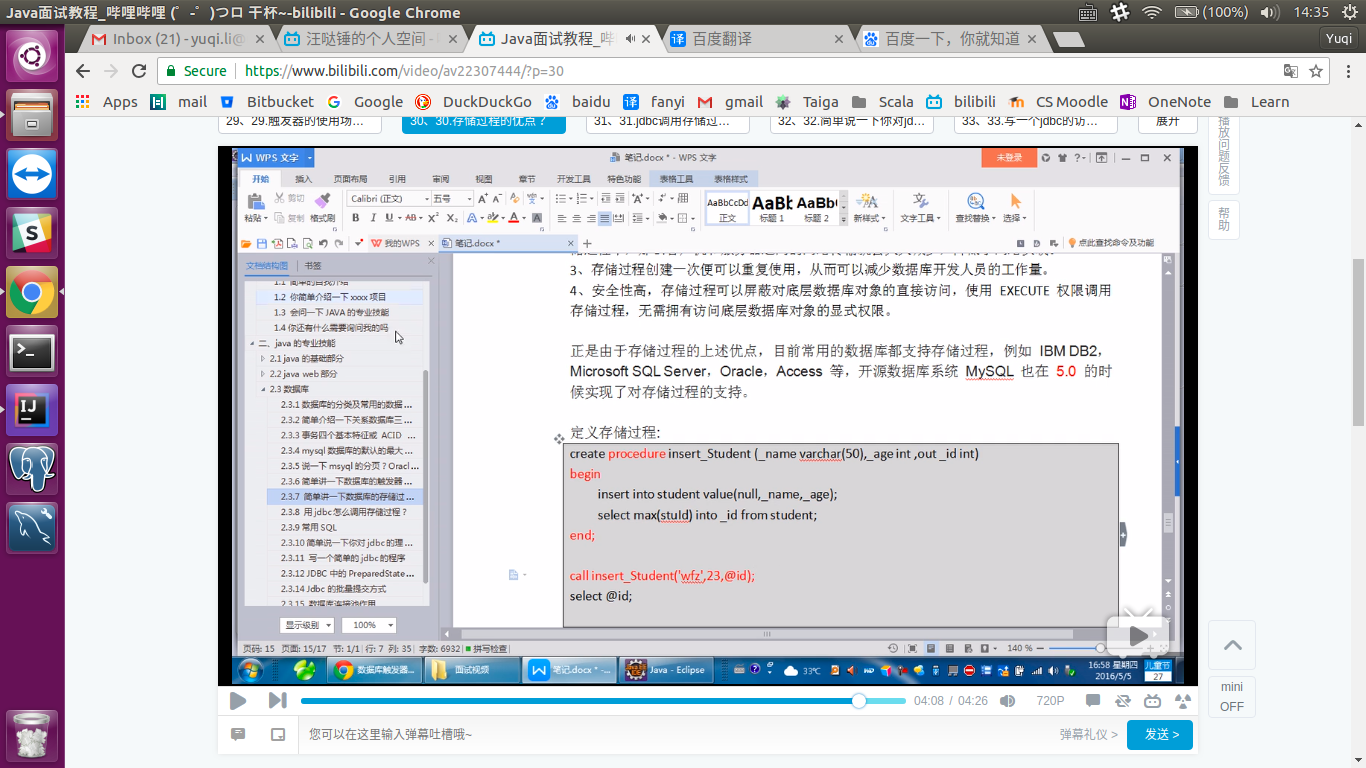 Java面试教程_哔哩哔哩 (゜-゜)つロ 干杯~-bilibili - Google Chrome
(100%)
14:35
Inbox (21) - yuqi.li@
汪哒锤的个人空间 -
Java面试教程_哔
百度翻译
百度一下，你就知道
Yuqi
Secure
https://www.bilibili.com/video/av22307444/?p=30
Apps
mail
Bitbucket
Google
DuckDuckGo
baidu
fanyi
gmail
Taiga
Scala
bilibili
CS Moodle
OneNote
Learn
29、29.触发器的使用场…
30、30.存储过程的优点？
31、31.jdbc调用存储过…
32、32.简单说一下你对jd…
33、33.写一个jdbc的访…
展开
播放问题反馈
帮助
WPS 文字
笔记.docx * - WPS 文字
未登录
开始
插入
页面布局
引用
审阅
视图
章节
开发工具
特色功能
表格工具
表格样式
粘贴
剪切
复制
格式刷
Calibri (正文)
五号
AaBbCcDd
正文
AaBb
标题 1
AaBb
标题 2
新样式
文字工具
查找替换
选择
我的WPS
笔记.docx *
点此查找命令及功能
文档结构图
书签
1.1 简单的自我介绍
1.2 你简单介绍一下 xxxx 项目
1.3 会问一下 JAVA 的专业技能
1.4 你还有什么需要询问我的吗
二、java 的专业技能
2.1 java 的基础部分
2.2 java web 部分
2.3 数据库
2.3.1 数据库的分类及常用的数据 ...
2.3.2 简单介绍一下关系数据库三 ...
2.3.3 事务四个基本特征或 ACID ...
2.3.4 mysql 数据库的默认的最大 ...
2.3.5 说一下 msyql 的分页？Oracl ...
2.3.6 简单讲一下数据库的触发器 ...
2.3.7 简单讲一下数据库的存储过 ...
2.3.8 用 jdbc 怎么调用存储过程？
2.3.9 常用 SQL
2.3.10 简单说一下你对 jdbc 的理 ...
2.3.11 写一个简单的 jdbc 的程序
2.3.12 JDBC 中的 PreparedState ...
2.3.14 Jdbc 的批量提交方式
2.3.15 数据库连接池作用
显示级别
100%
3、存储过程创建一次便可以重复使用，从而可以减少数据库开发人员的工作量。
4、安全性高，存储过程可以屏蔽对底层数据库对象的直接访问，使用 EXECUTE 权限调用
存储过程，无需拥有访问底层数据库对象的显式权限。
正是由于存储过程的上述优点，目前常用的数据库都支持存储过程，例如 IBM DB2，
Microsoft SQL Server，Oracle，Access 等，开源数据库系统 MySQL 也在 5.0 的时
候实现了对存储过程的支持。
定义存储过程:
create procedure insert_Student (_name varchar(50),_age int ,out _id int)
begin
insert into student value(null,_name,_age);
select max(stuId) into _id from student;
end;
call insert_Student('wfz',23,@id);
select @id;
页码: 15 页面: 15/17 节: 1/1 行: 7 列: 35 字数: 6932 拼写检查
140 %
数据库触发器...
面试视频
笔记.docx * -...
Java - Eclipse
33℃
16:58 星期四
2016/5/5
儿童节
27
04:08 / 04:26
720P
您可以在这里输入弹幕吐槽哦~
弹幕礼仪 >
发送 >
mini
OFF